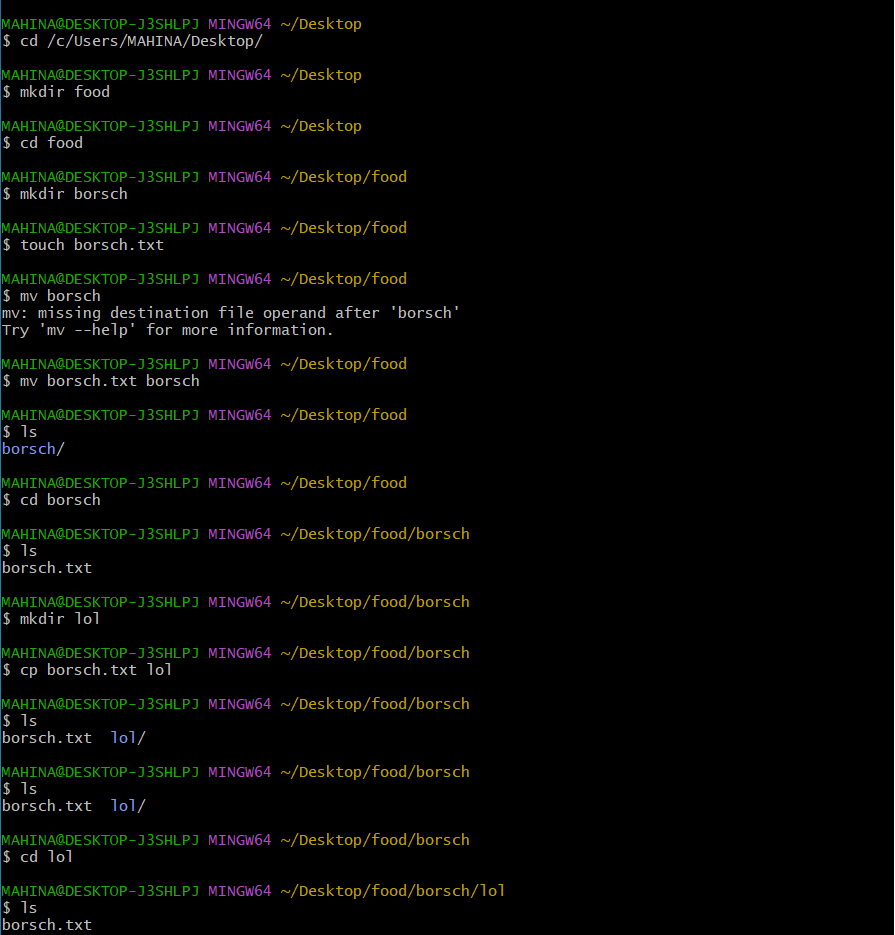 MAHINA@DESKTOP-J3SHLPJ MINGW64 ~/Desktop
$ cd /c/Users/MAHINA/Desktop/
MAHINA@DESKTOP-J3SHLPJ MINGW64 ~/Desktop
$ mkdir food
MAHINA@DESKTOP-J3SHLPJ MINGW64 ~/Desktop
$ cd food
MAHINA@DESKTOP-J3SHLPJ MINGW64 ~/Desktop/food
$ mkdir borsch
MAHINA@DESKTOP-J3SHLPJ MINGW64 ~/Desktop/food
$ touch borsch.txt
MAHINA@DESKTOP-J3SHLPJ MINGW64 ~/Desktop/food
$ mv borsch
mv: missing destination file operand after 'borsch'
Try 'mv --help' for more information.
MAHINA@DESKTOP-J3SHLPJ MINGW64 ~/Desktop/food
$ mv borsch.txt borsch
MAHINA@DESKTOP-J3SHLPJ MINGW64 ~/Desktop/food
$ ls
borsch/
MAHINA@DESKTOP-J3SHLPJ MINGW64 ~/Desktop/food
$ cd borsch
MAHINA@DESKTOP-J3SHLPJ MINGW64 ~/Desktop/food/borsch
$ ls
borsch.txt
MAHINA@DESKTOP-J3SHLPJ MINGW64 ~/Desktop/food/borsch
$ mkdir lol
MAHINA@DESKTOP-J3SHLPJ MINGW64 ~/Desktop/food/borsch
$ cp borsch.txt lol
MAHINA@DESKTOP-J3SHLPJ MINGW64 ~/Desktop/food/borsch
$ ls
borsch.txt  lol/
MAHINA@DESKTOP-J3SHLPJ MINGW64 ~/Desktop/food/borsch
$ ls
borsch.txt  lol/
MAHINA@DESKTOP-J3SHLPJ MINGW64 ~/Desktop/food/borsch
$ cd lol
MAHINA@DESKTOP-J3SHLPJ MINGW64 ~/Desktop/food/borsch/lol
$ ls
borsch.txt